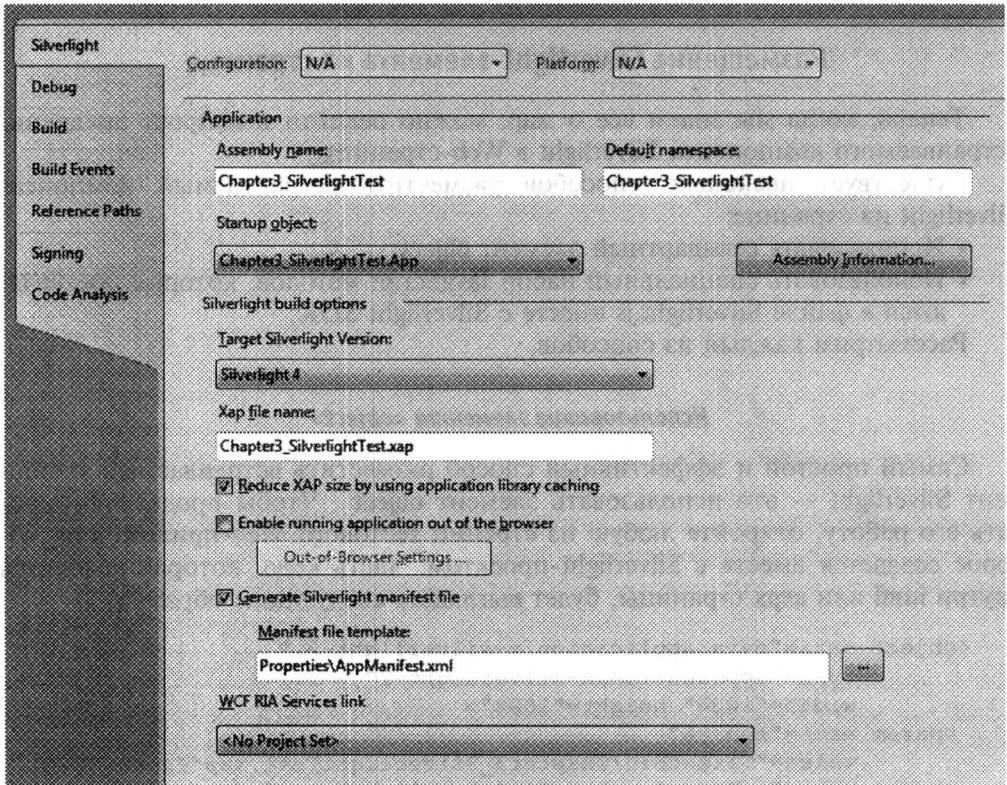 Silverlight
Debug
Build
Build Events
Reference Paths
Signing
Code Analysis
Configuration: N/A Platform: N/A
Application
Assembly name: Default namespace:
Chapter3_SilverlightTest Chapter3_SilverlightTest
Startup object:
Chapter3_SilverlightTest.App Assembly Information...
Silverlight build options
Target Silverlight Version:
Silverlight 4
Xap file name:
Chapter3_SilverlightTest.xap
Reduce XAP size by using application library caching
Enable running application out of the browser
Out-of-Browser Settings ...
Generate Silverlight manifest file
Manifest file template:
Properties\AppManifest.xml ...
WCF RIA Services link
<No Project Set>